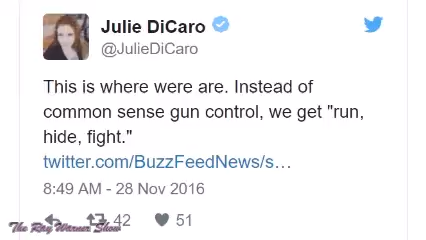 Julie DiCaro
@JulieDiCaro
This is where were are. Instead of
common sense gun control, we get "run,
hide, fight."
twitter.com/BuzzFeedNews/s…
8:49 AM - 28 Nov 2016
42 51
The Ray Warner Show